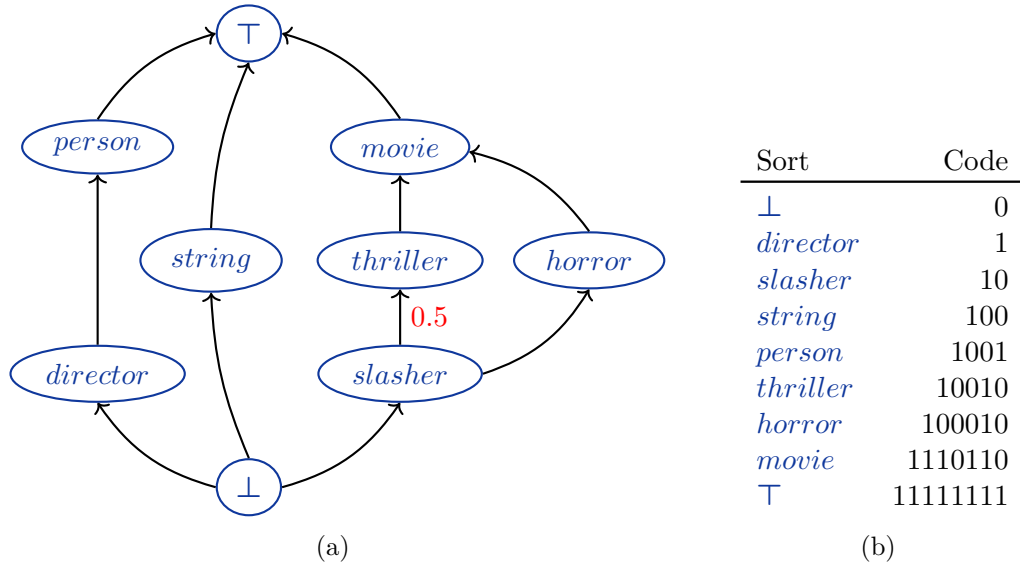 ⊤
person
movie
string
thriller
horror
0.5
director
slasher
⊥
(a)
Sort Code
⊥ 0
director 1
slasher 10
string 100
person 1001
thriller 10010
horror 100010
movie 1110110
⊤ 11111111
(b)